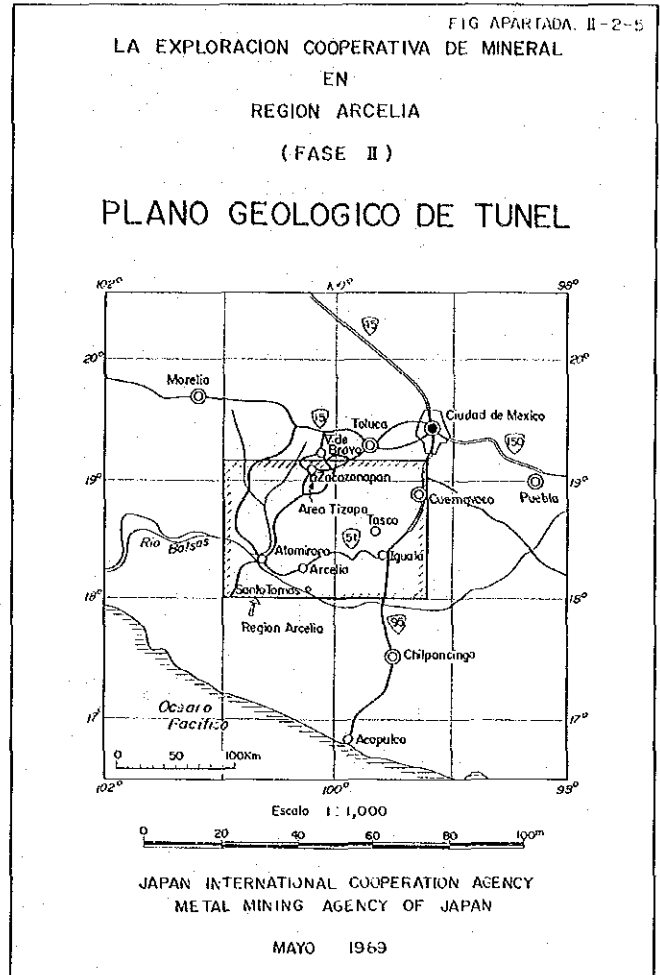 FIG APARTADA. II-2-5
LA EXPLORACION COOPERATIVA DE MINERAL
EN
REGION ARCELIA
(FASE II)
PLANO GEOLOGICO DE TUNEL
102°
98°
15
20°
20°
Morelia
15
Toluca
Ciudad de Mexico
V.de
Bravo
150
19°
Zacazonapan
19°
Cuernavaca
Puebla
Area Tizapa
Tasco
51
Rio Balsas
Iguala
Arcelia
Santo Tomas
18°
18°
Region Arcelia
95
Chilpancingo
Oceano
Pacifico
17°
17°
Acapulco
0 50 100Km
102°
100°
Escala 1:1,000
0 20 40 60 80 100m
JAPAN INTERNATIONAL COOPERATION AGENCY
METAL MINING AGENCY OF JAPAN
MAYO 1989